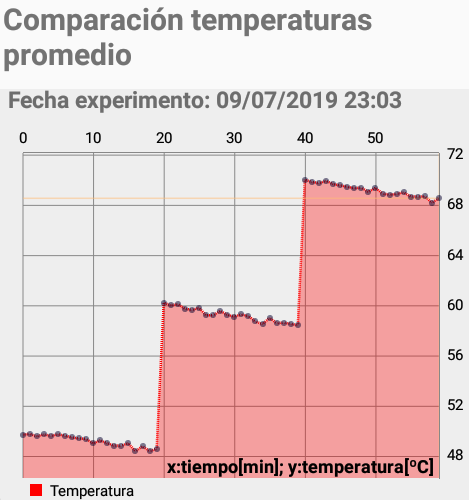 Comparación temperaturas
promedio
Fecha experimento: 09/07/2019 23:03
0 10 20 30 40 50
72
68
64
60
56
52
48
x:tiempo[min]; y:temperatura[ºC]
Temperatura